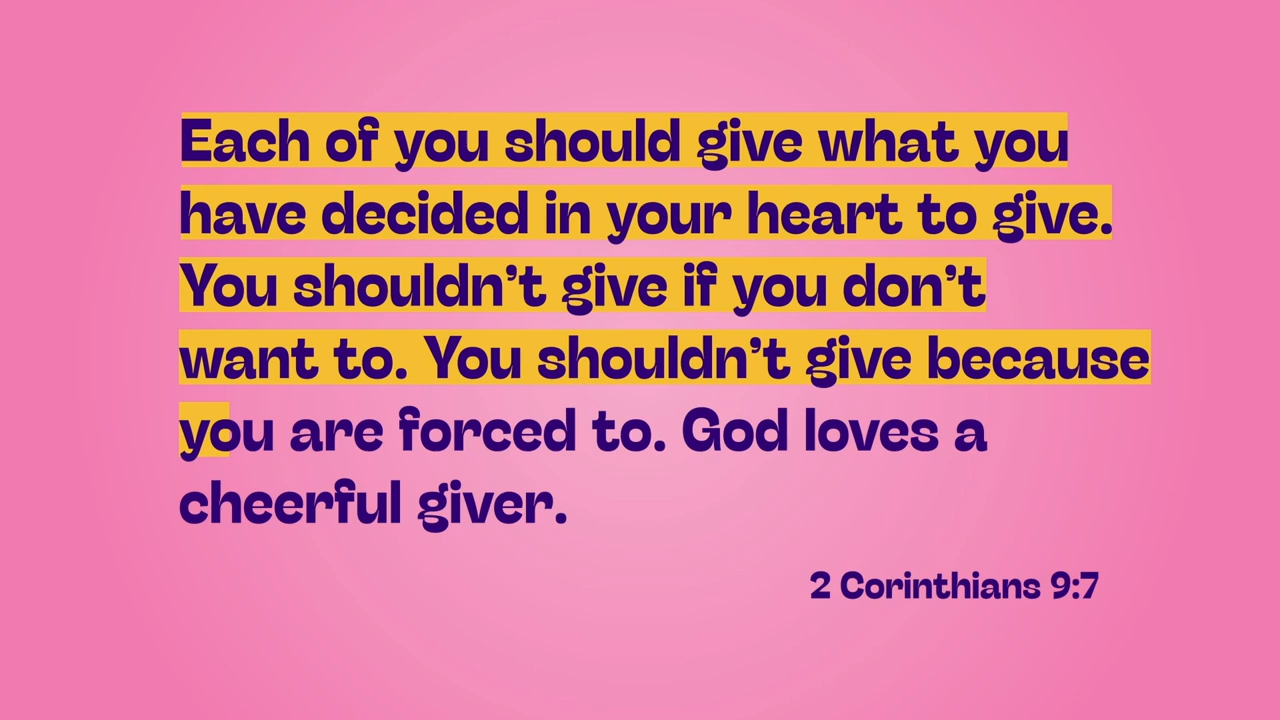 Each of you should give what you
have decided in your heart to give.
You shouldn’t give if you don’t
want to. You shouldn’t give because
you are forced to. God loves a
cheerful giver.
2 Corinthians 9:7